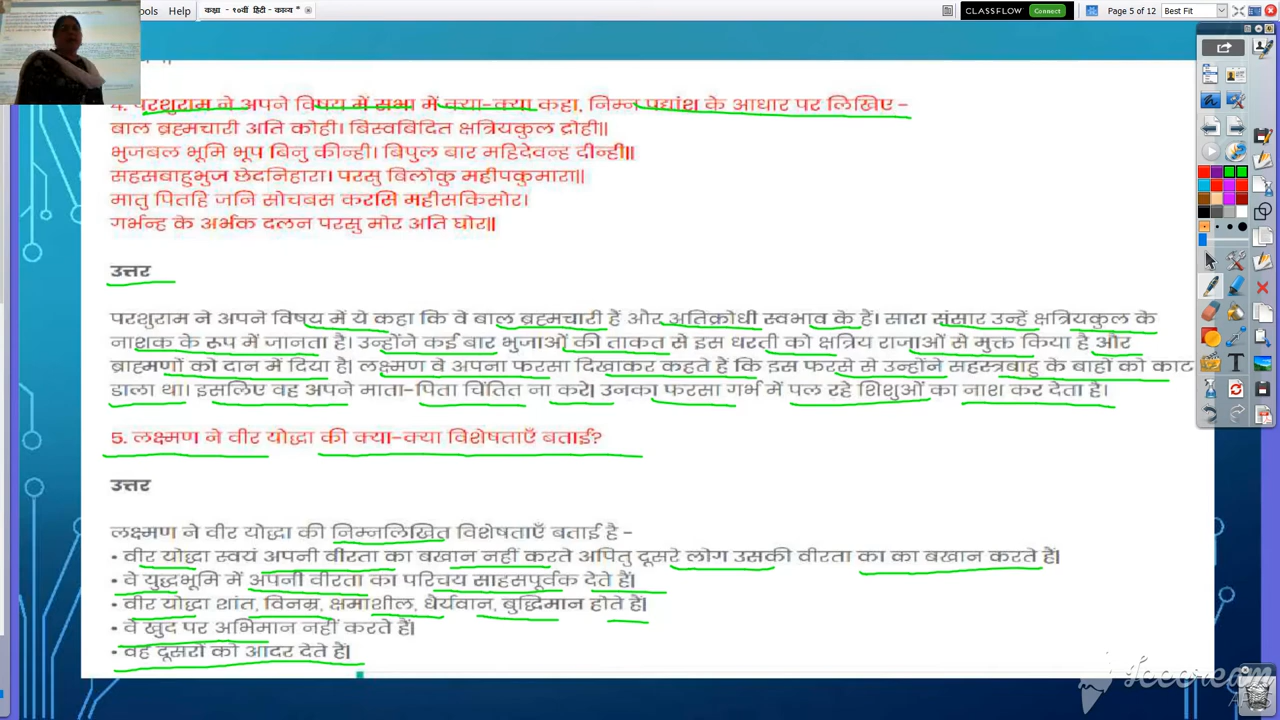 ools Help कक्षा - १०वीं हिंदी - काव्य * CLASSFLOW Connect Page 5 of 12 Best Fit
4. परशुराम ने अपने विषय में सभा में क्या-क्या कहा, निम्न पद्यांश के आधार पर लिखिए -
बाल ब्रह्मचारी अति कोही। बिस्वबिदित क्षत्रियकुल द्रोही||
भुजबल भूमि भूप बिनु कीन्ही। बिपुल बार महिदेवन्ह दीन्ही||
सहसबाहुभुज छेदनिहारा। परसु बिलोकु महीपकुमारा||
मातु पितहि जनि सोचबस करसि महीसकिसोर।
गर्भन्ह के अर्भक दलन परसु मोर अति घोर||
उत्तर
परशुराम ने अपने विषय में ये कहा कि वे बाल ब्रह्मचारी हैं और अतिक्रोधी स्वभाव के हैं। सारा संसार उन्हें क्षत्रियकुल के
नाशक के रूप में जानता है। उन्होंने कई बार भुजाओं की ताकत से इस धरती को क्षत्रिय राजाओं से मुक्त किया है और
ब्राह्मणों को दान में दिया है। लक्ष्मण वे अपना फरसा दिखाकर कहते हैं कि इस फरसे से उन्होंने सहस्त्रबाहु के बाहों को काट
डाला था। इसलिए वह अपने माता-पिता चिंतित ना करे। उनका फरसा गर्भ में पल रहे शिशुओं का नाश कर देता है।
5. लक्ष्मण ने वीर योद्धा की क्या-क्या विशेषताएँ बताईं?
उत्तर
लक्ष्मण ने वीर योद्धा की निम्नलिखित विशेषताएँ बताई है -
• वीर योद्धा स्वयं अपनी वीरता का बखान नहीं करते अपितु दूसरे लोग उसकी वीरता का का बखान करते हैं|
• वे युद्धभूमि में अपनी वीरता का परिचय साहसपूर्वक देते हैं|
• वीर योद्धा शांत, विनम्र, क्षमाशील, धैर्यवान, बुद्धिमान होते हैं|
• वे खुद पर अभिमान नहीं करते हैं|
• वह दूसरों को आदर देते हैं|